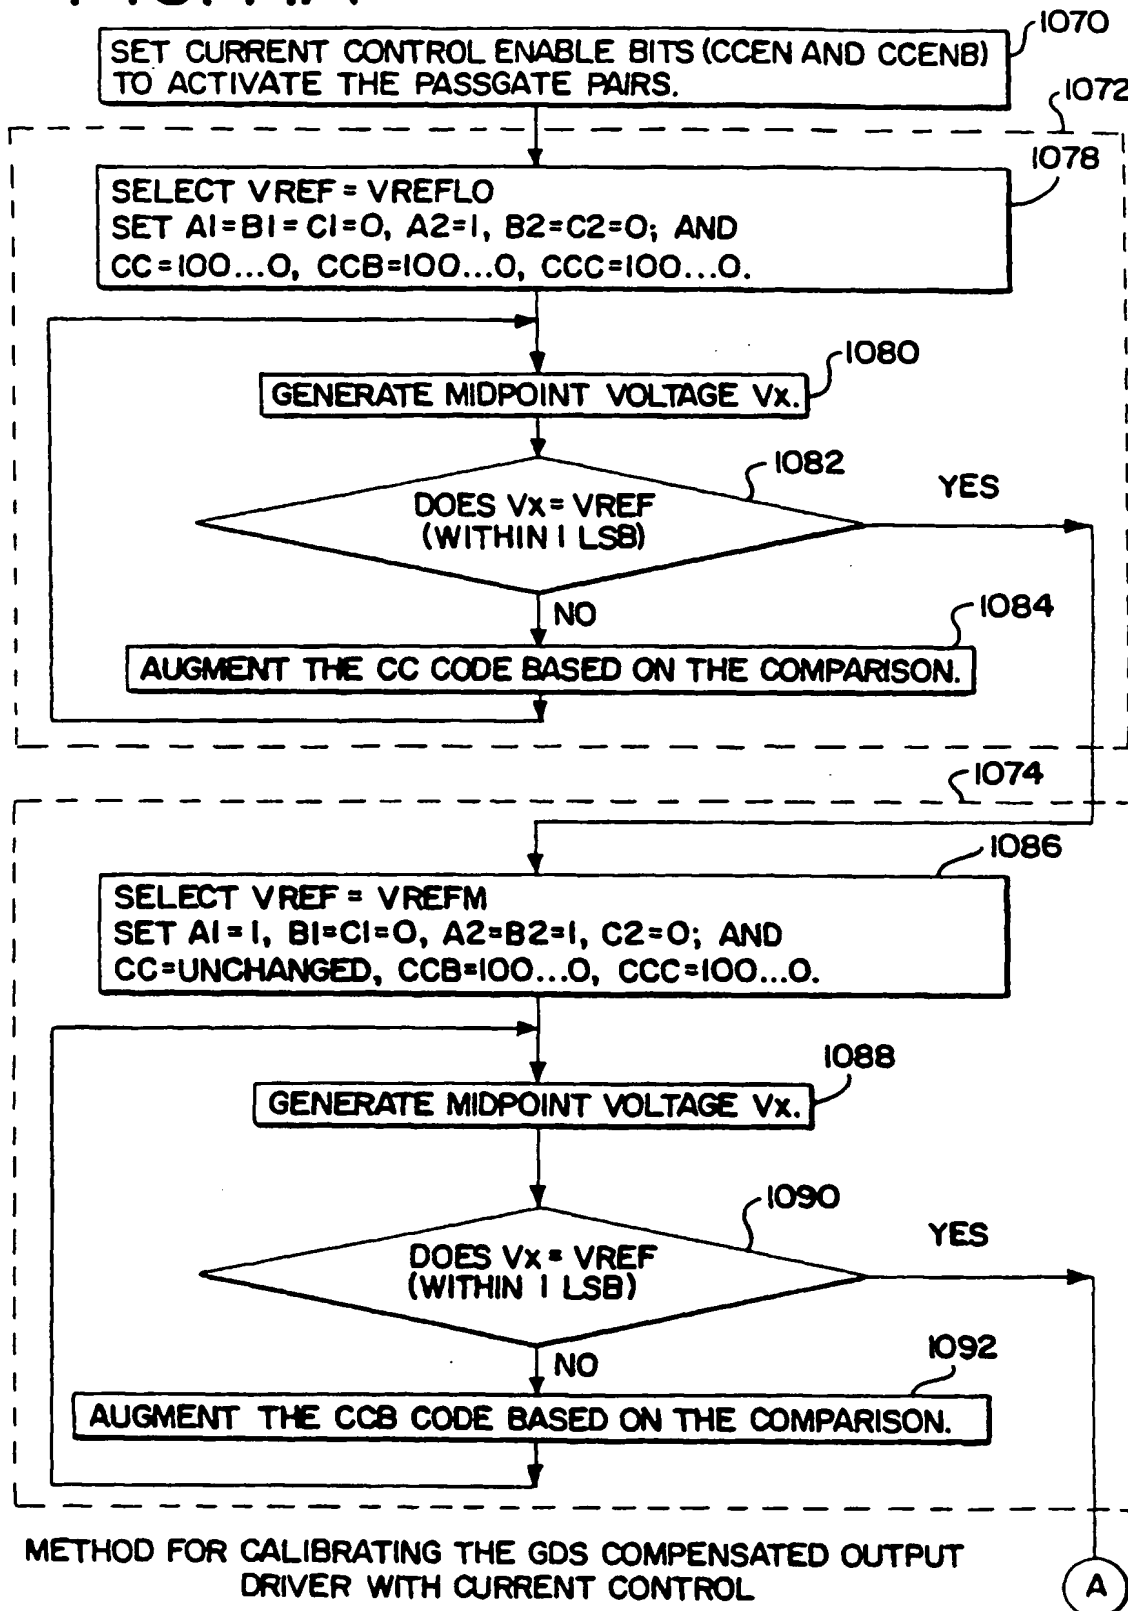 1070
SET CURRENT CONTROL ENABLE BITS (CCEN AND CCENB)
TO ACTIVATE THE PASSGATE PAIRS.
1072
1078
SELECT VREF = VREFLO
SET A1=B1=C1=0, A2=1, B2=C2=0; AND
CC=100...0, CCB=100...0, CCC=100...0.
1080
GENERATE MIDPOINT VOLTAGE Vx.
1082
DOES Vx = VREF
(WITHIN 1 LSB)
YES
NO
1084
AUGMENT THE CC CODE BASED ON THE COMPARISON.
1074
1086
SELECT VREF = VREFM
SET A1=1, B1=C1=0, A2=B2=1, C2=0; AND
CC=UNCHANGED, CCB=100...0, CCC=100...0.
1088
GENERATE MIDPOINT VOLTAGE Vx.
1090
DOES Vx = VREF
(WITHIN 1 LSB)
YES
NO
1092
AUGMENT THE CCB CODE BASED ON THE COMPARISON.
METHOD FOR CALIBRATING THE GDS COMPENSATED OUTPUT
DRIVER WITH CURRENT CONTROL
A